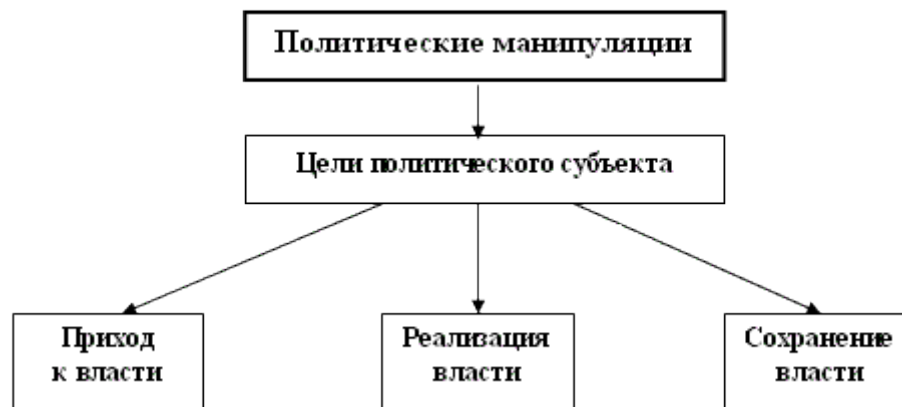 Политические манипуляции
Цели политического субъекта
Приход
к власти
Реализация
власти
Сохранение
власти